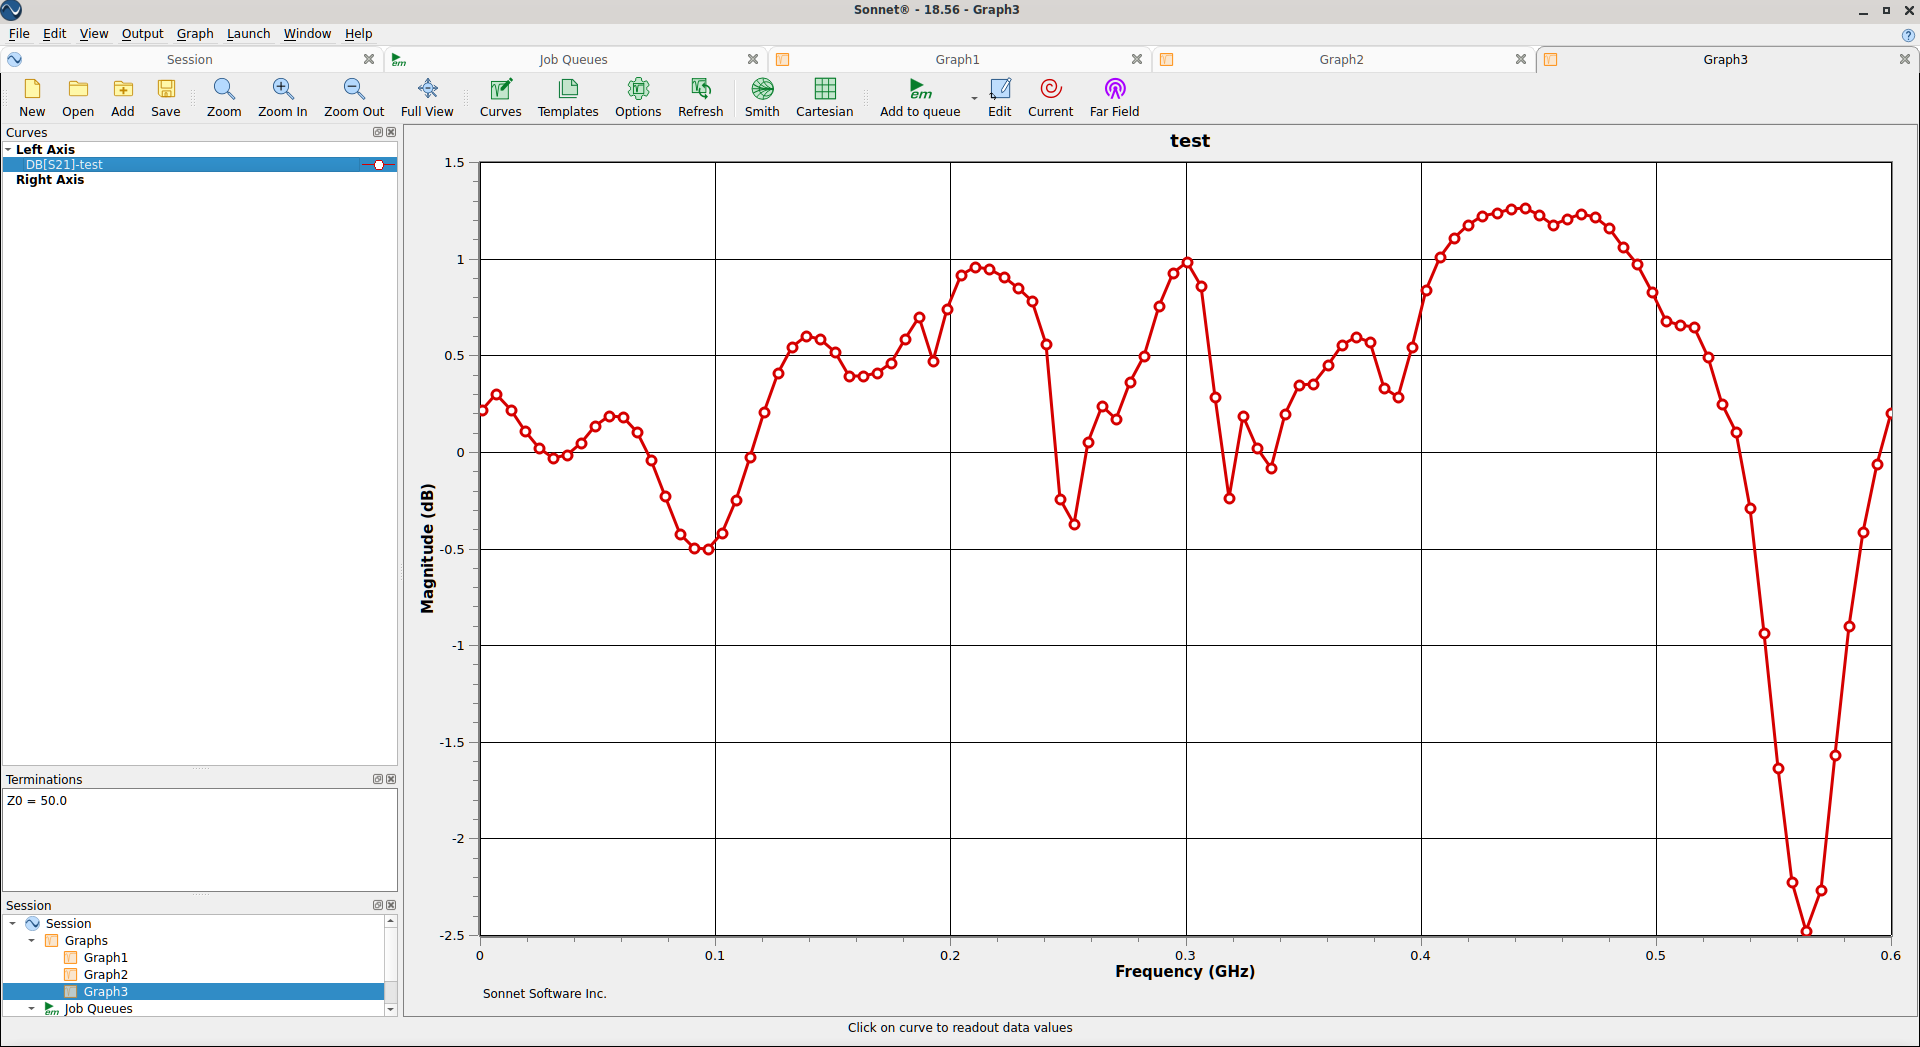 Sonnet® - 18.56 - Graph3
File Edit View Output Graph Launch Window Help
Session Job Queues Graph1 Graph2 Graph3
New Open Add Save Zoom Zoom In Zoom Out Full View Curves Templates Options Refresh Smith Cartesian Add to queue Edit Current Far Field
Curves
Left Axis
DB[S21]-test
Right Axis
Terminations
Z0 = 50.0
Session
Session
Graphs
Graph1
Graph2
Graph3
em Job Queues
test
1.5
1
0.5
0
-0.5
-1
-1.5
-2
-2.5
Magnitude (dB)
0 0.1 0.2 0.3 0.4 0.5 0.6
Frequency (GHz)
Sonnet Software Inc.
Click on curve to readout data values